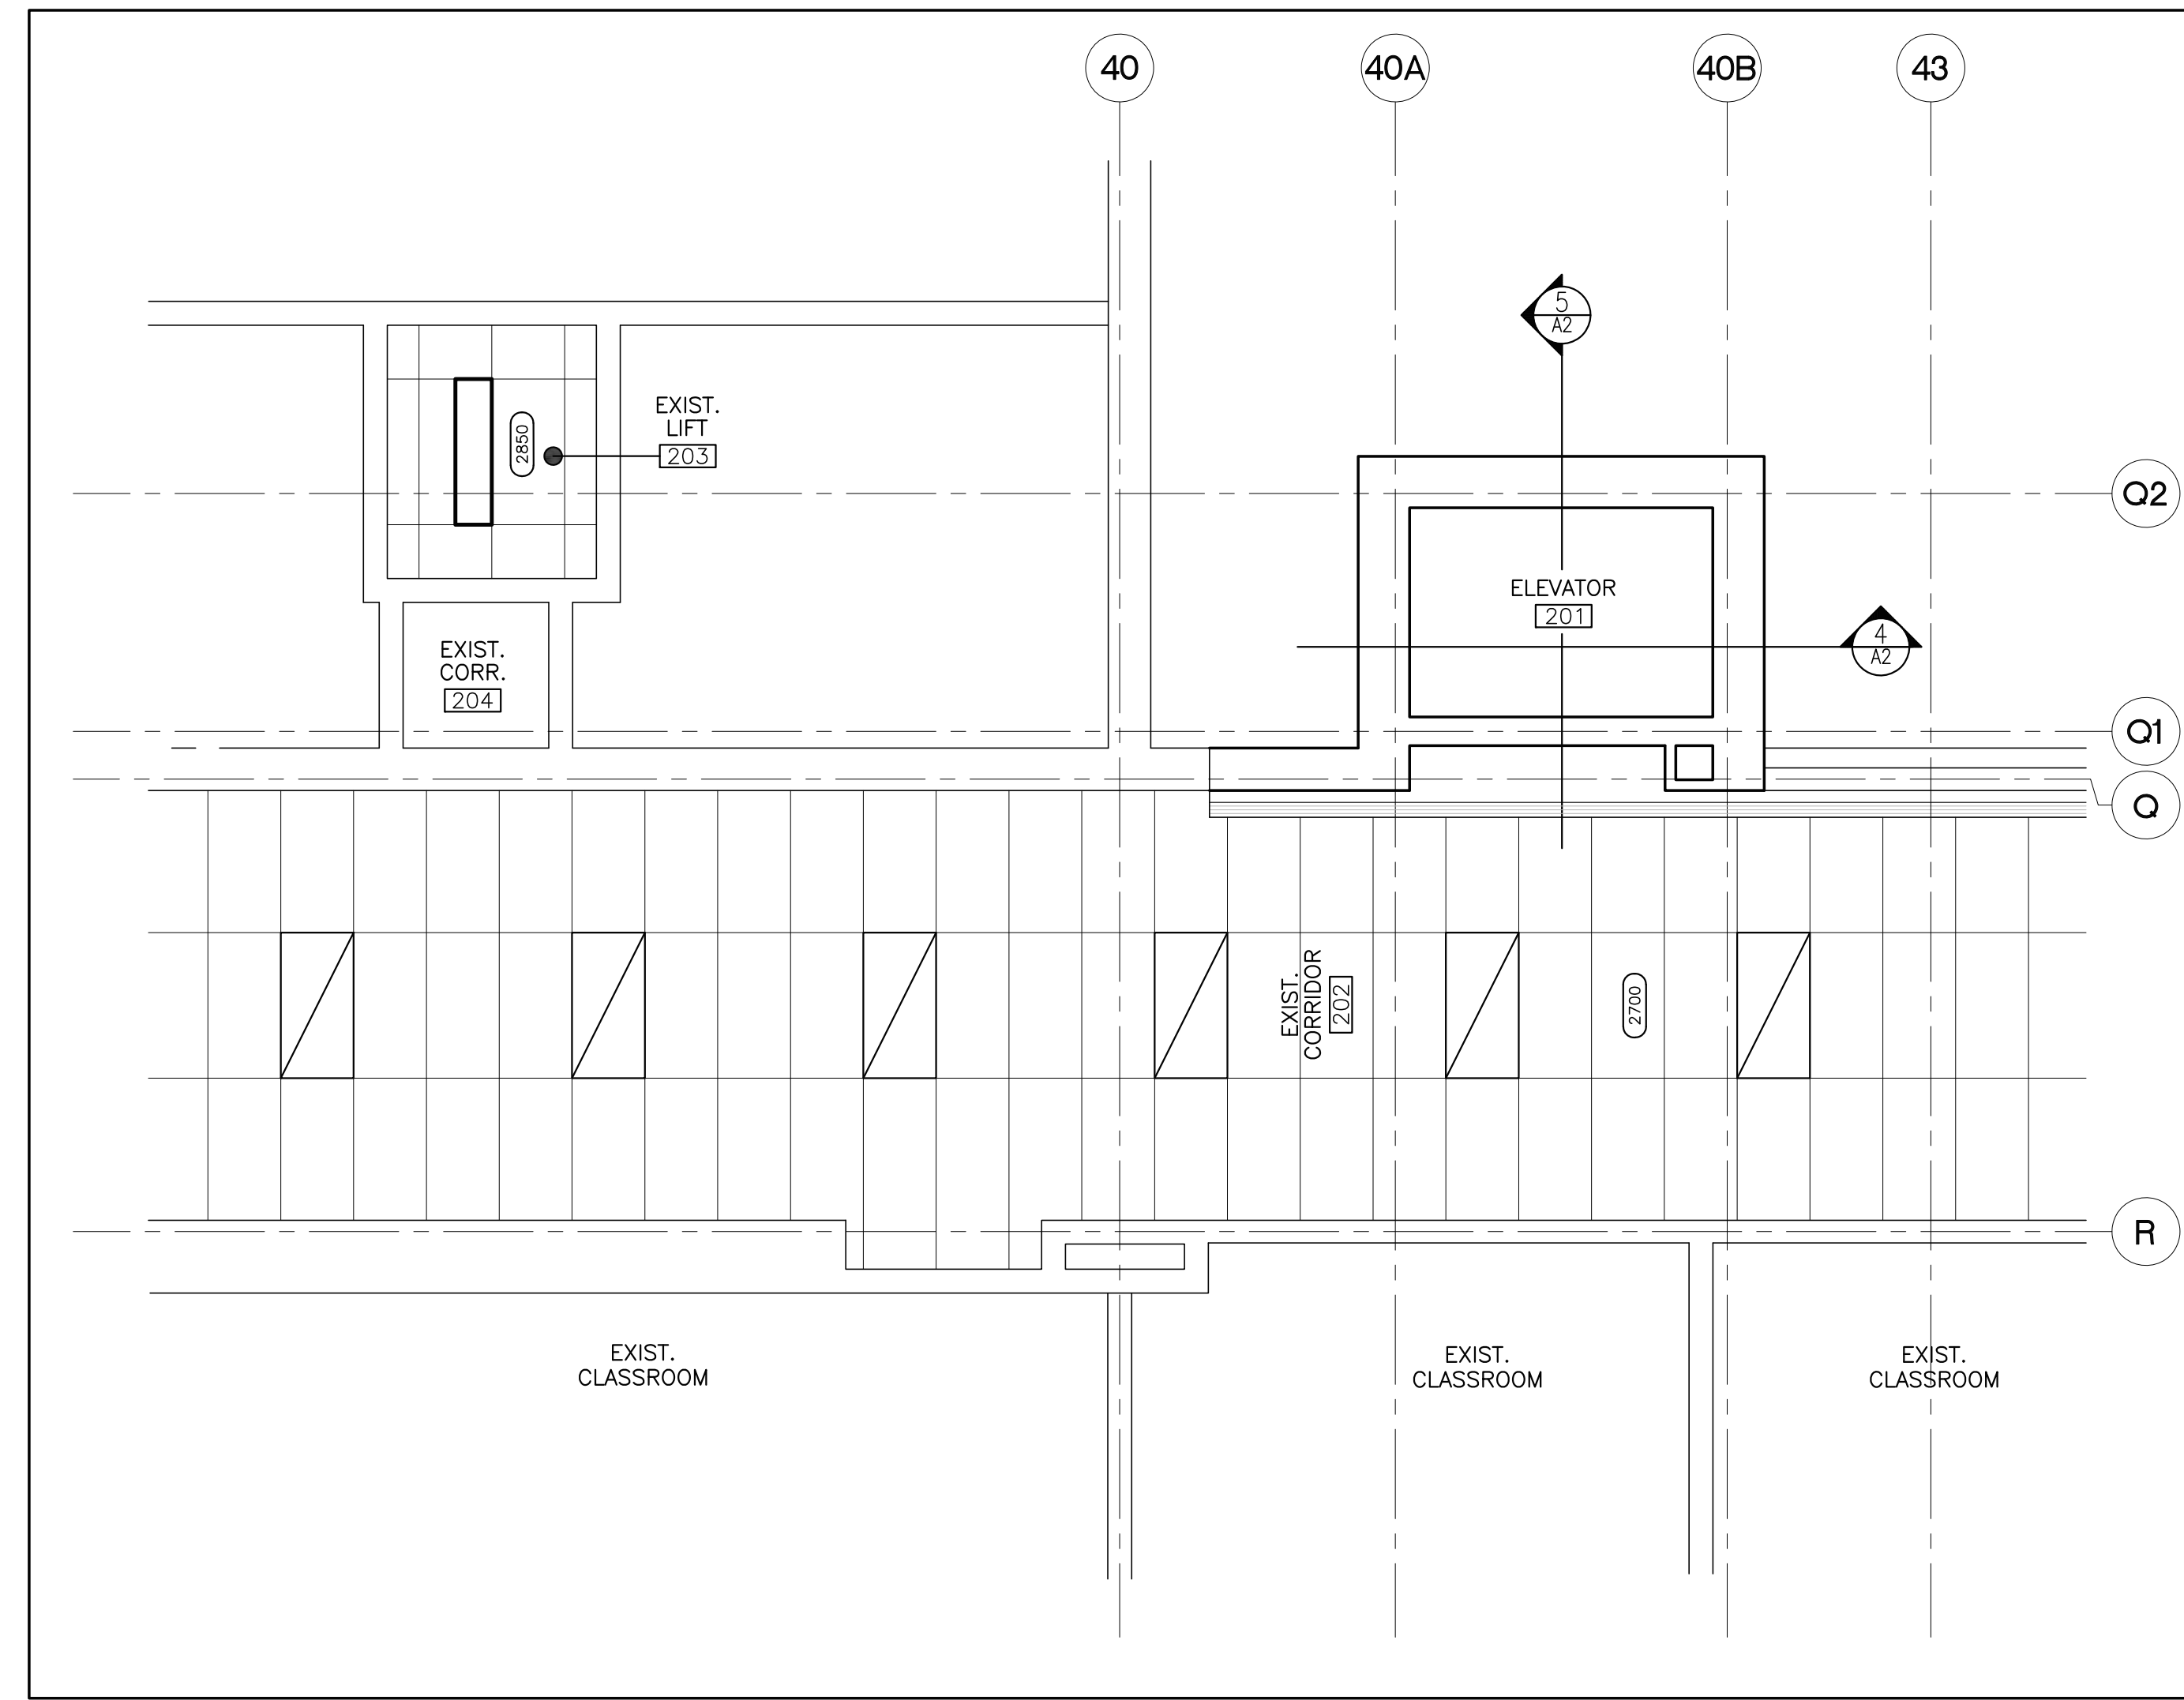 40
40A
40B
43
5
A2
EXIST.
LIFT
203
2850
Q2
ELEVATOR
201
4
A2
EXIST.
CORR.
204
Q1
Q
EXIST.
CORRIDOR
202
2700
R
EXIST.
CLASSROOM
EXIST.
CLASSROOM
EXIST.
CLASSROOM